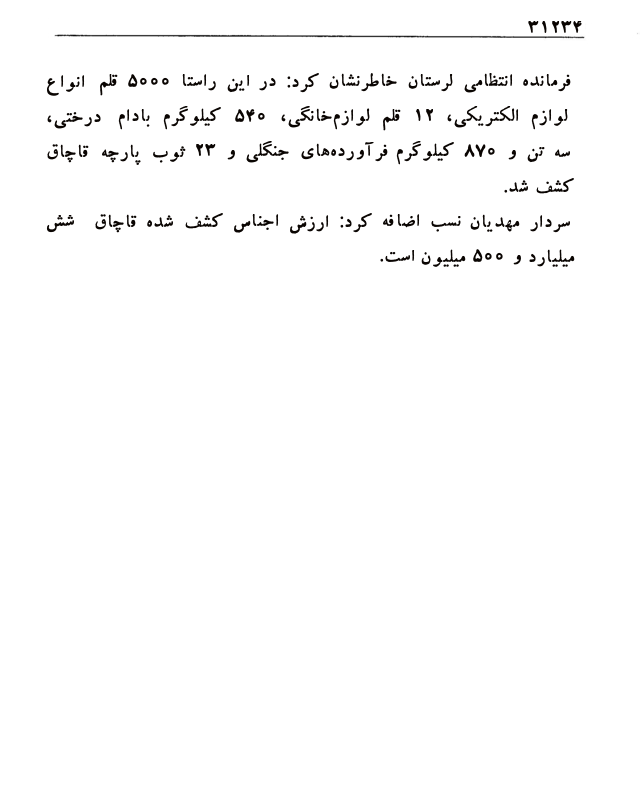 ۳۱۲۳۴
فرمانده انتظامی لرستان خاطرنشان کرد: در این راستا ۵۰۰۰ قلم انواع
لوازم الکتریکی، ۱۲ قلم لوازم‌خانگی، ۵۴۰ کیلوگرم بادام درختی،
سه تن و ۸۷۰ کیلوگرم فرآورده‌های جنگلی و ۲۳ ثوب پارچه قاچاق
کشف شد.
سردار مهدیان نسب اضافه کرد: ارزش اجناس کشف شده قاچاق شش
میلیارد و ۵۰۰ میلیون است.